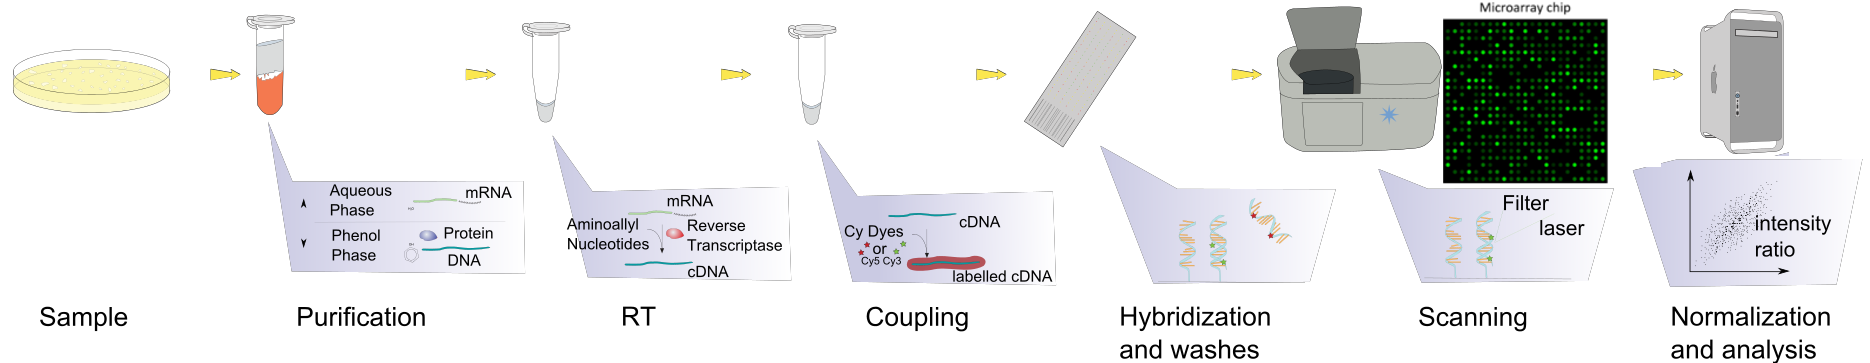 Microarray chip
Aqueous
Phase
mRNA
Phenol
Phase
Protein
DNA
mRNA
Aminoallyl
Nucleotides
Reverse
Transcriptase
cDNA
cDNA
Cy Dyes
or
Cy5 Cy3
labelled cDNA
Filter
laser
intensity
ratio
Sample
Purification
RT
Coupling
Hybridization
and washes
Scanning
Normalization
and analysis